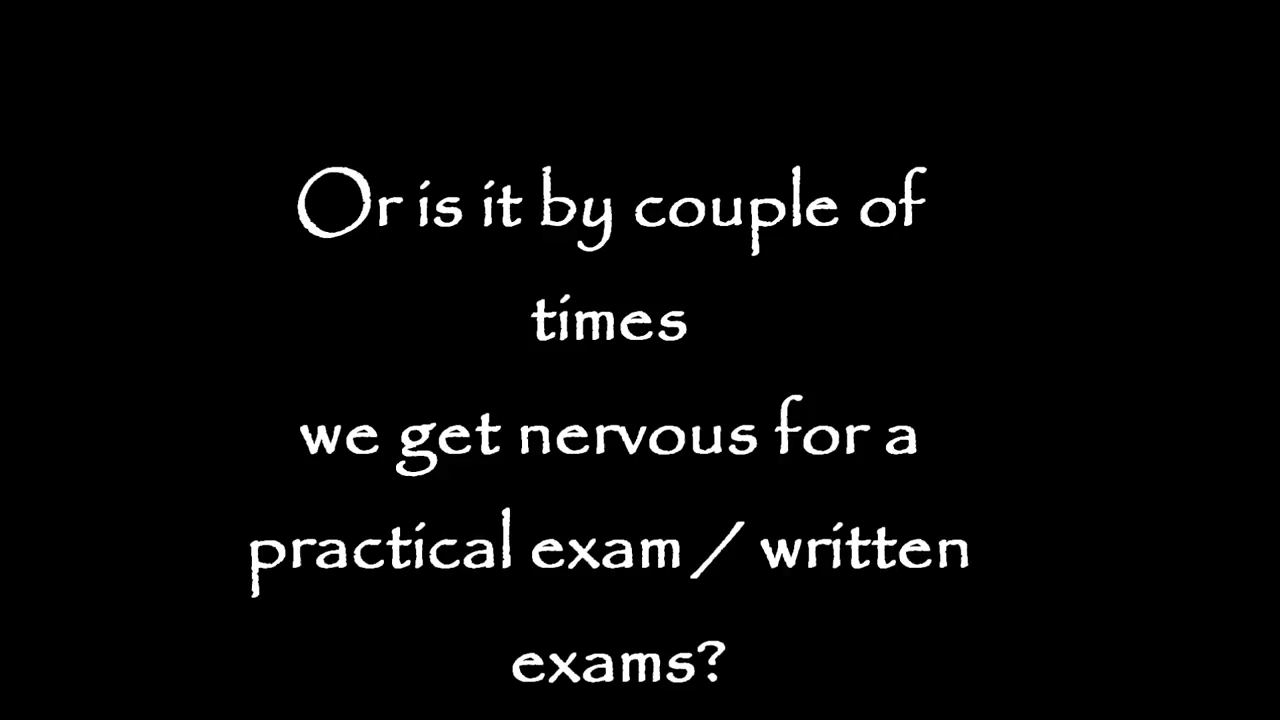 Or is it by couple of
times
we get nervous for a
practical exam / written
exams?